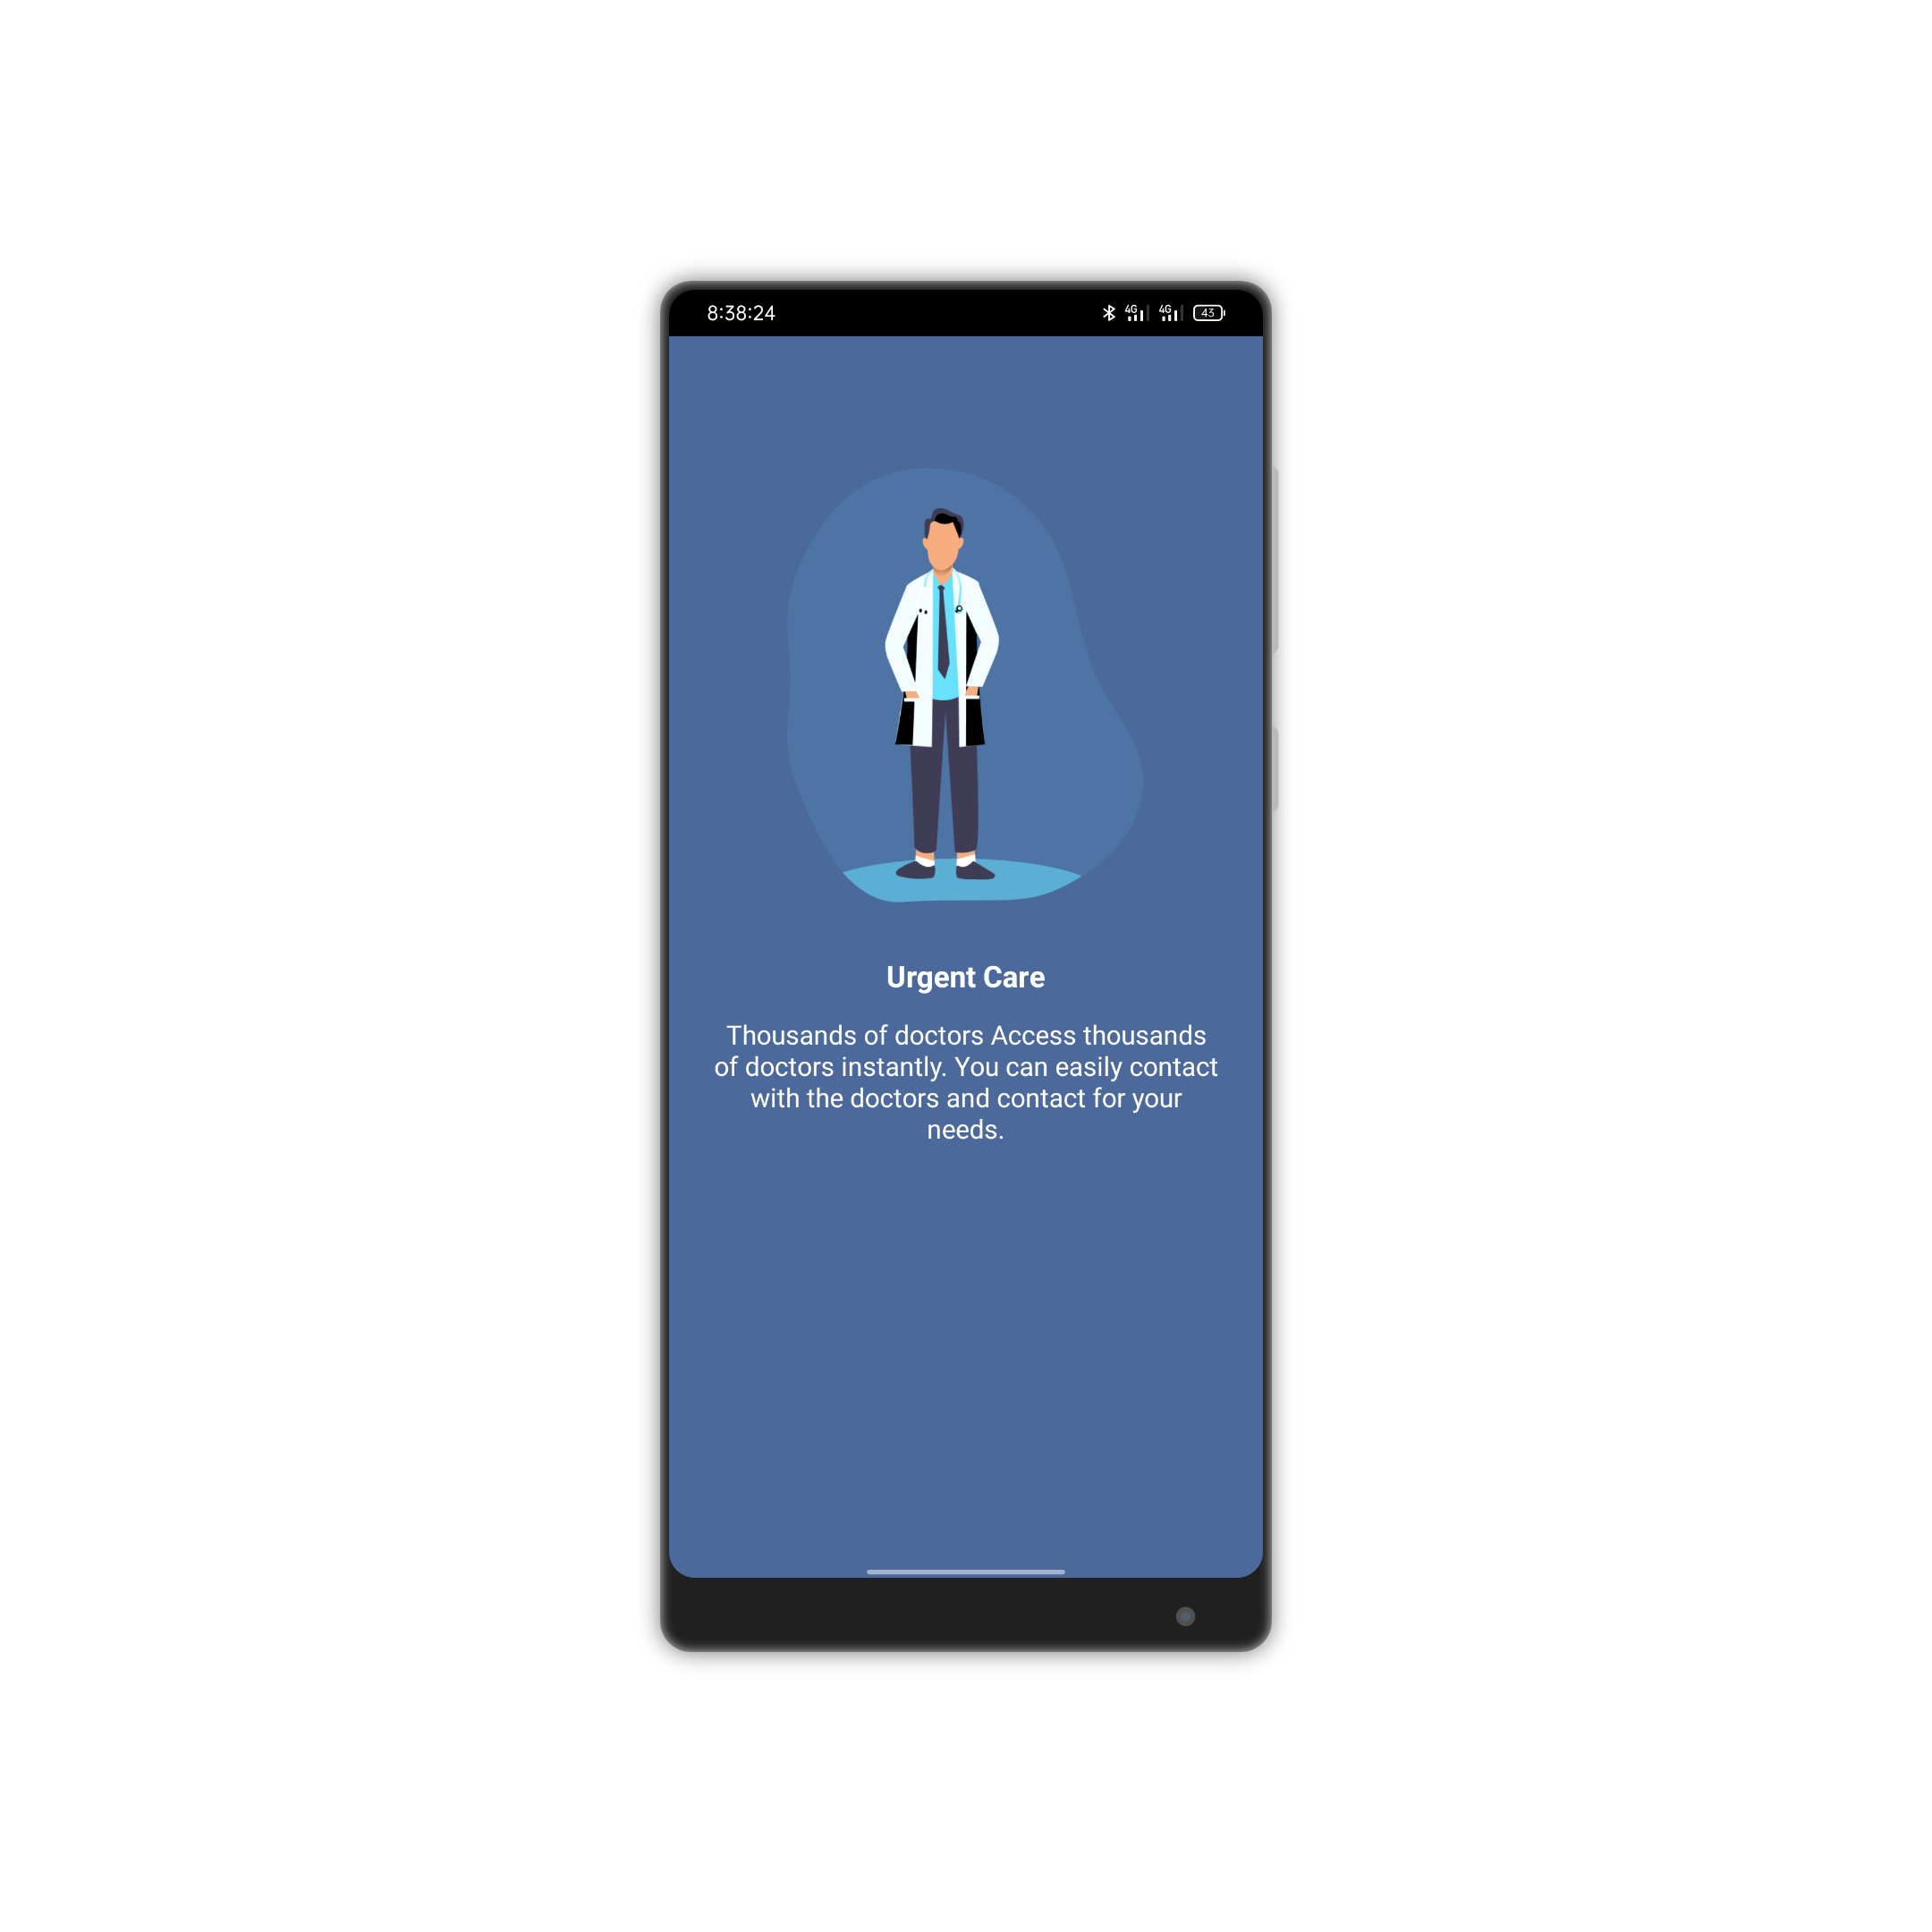 8:38:24 4G 4G 43
Urgent Care
Thousands of doctors Access thousands
of doctors instantly. You can easily contact
with the doctors and contact for your
needs.